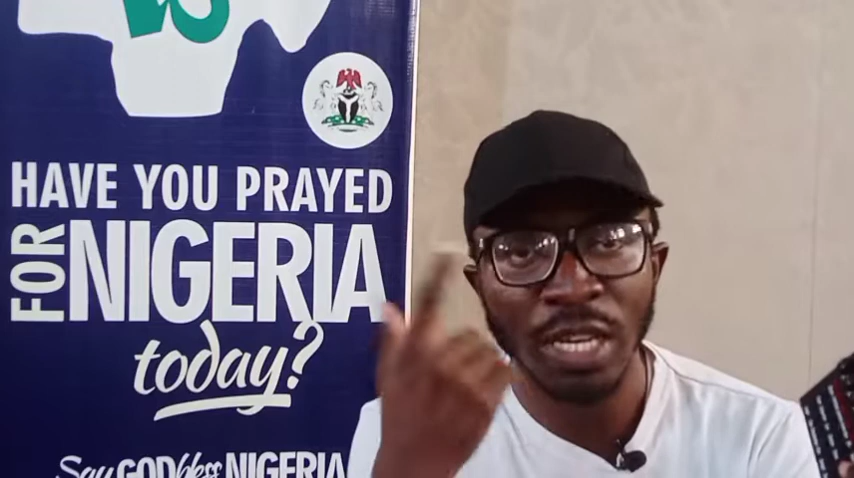 HAVE YOU PRAYED
FOR NIGERIA
today?
Say GOD bless NIGERIA